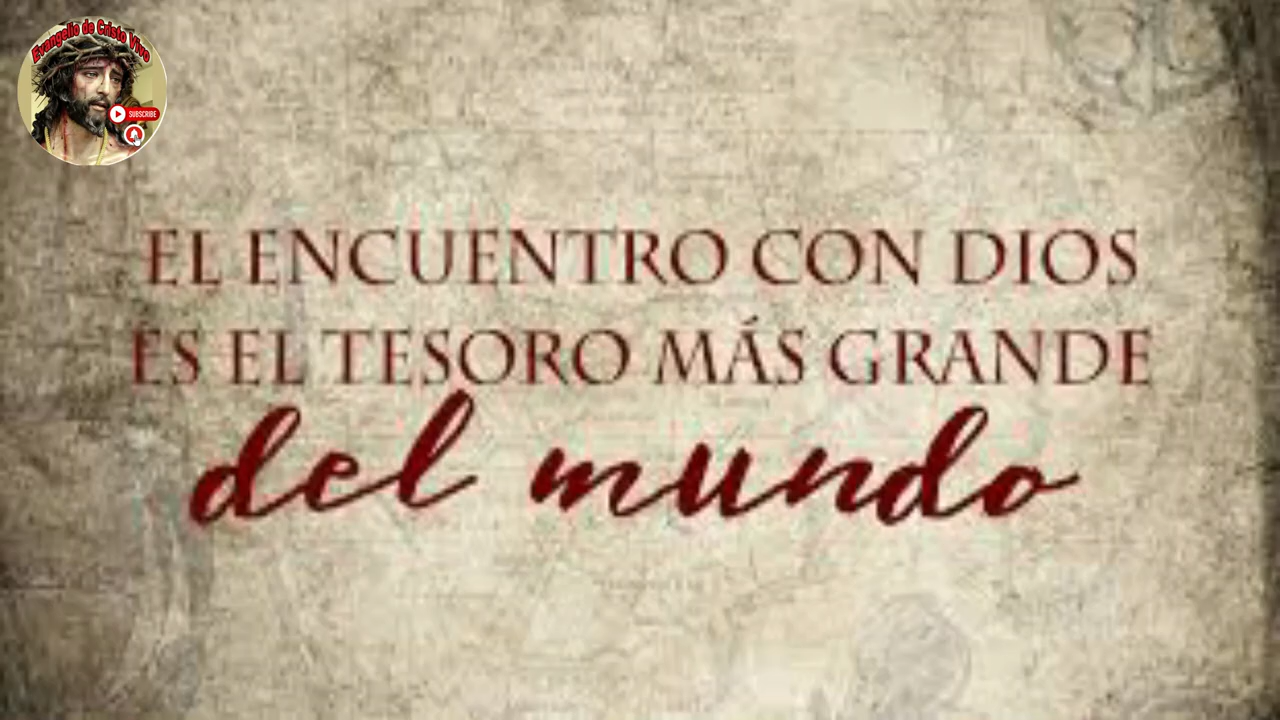 Evangelio de Cristo Vivo
SUBSCRIBE
EL ENCUENTRO CON DIOS
ES EL TESORO MÁS GRANDE
del mundo